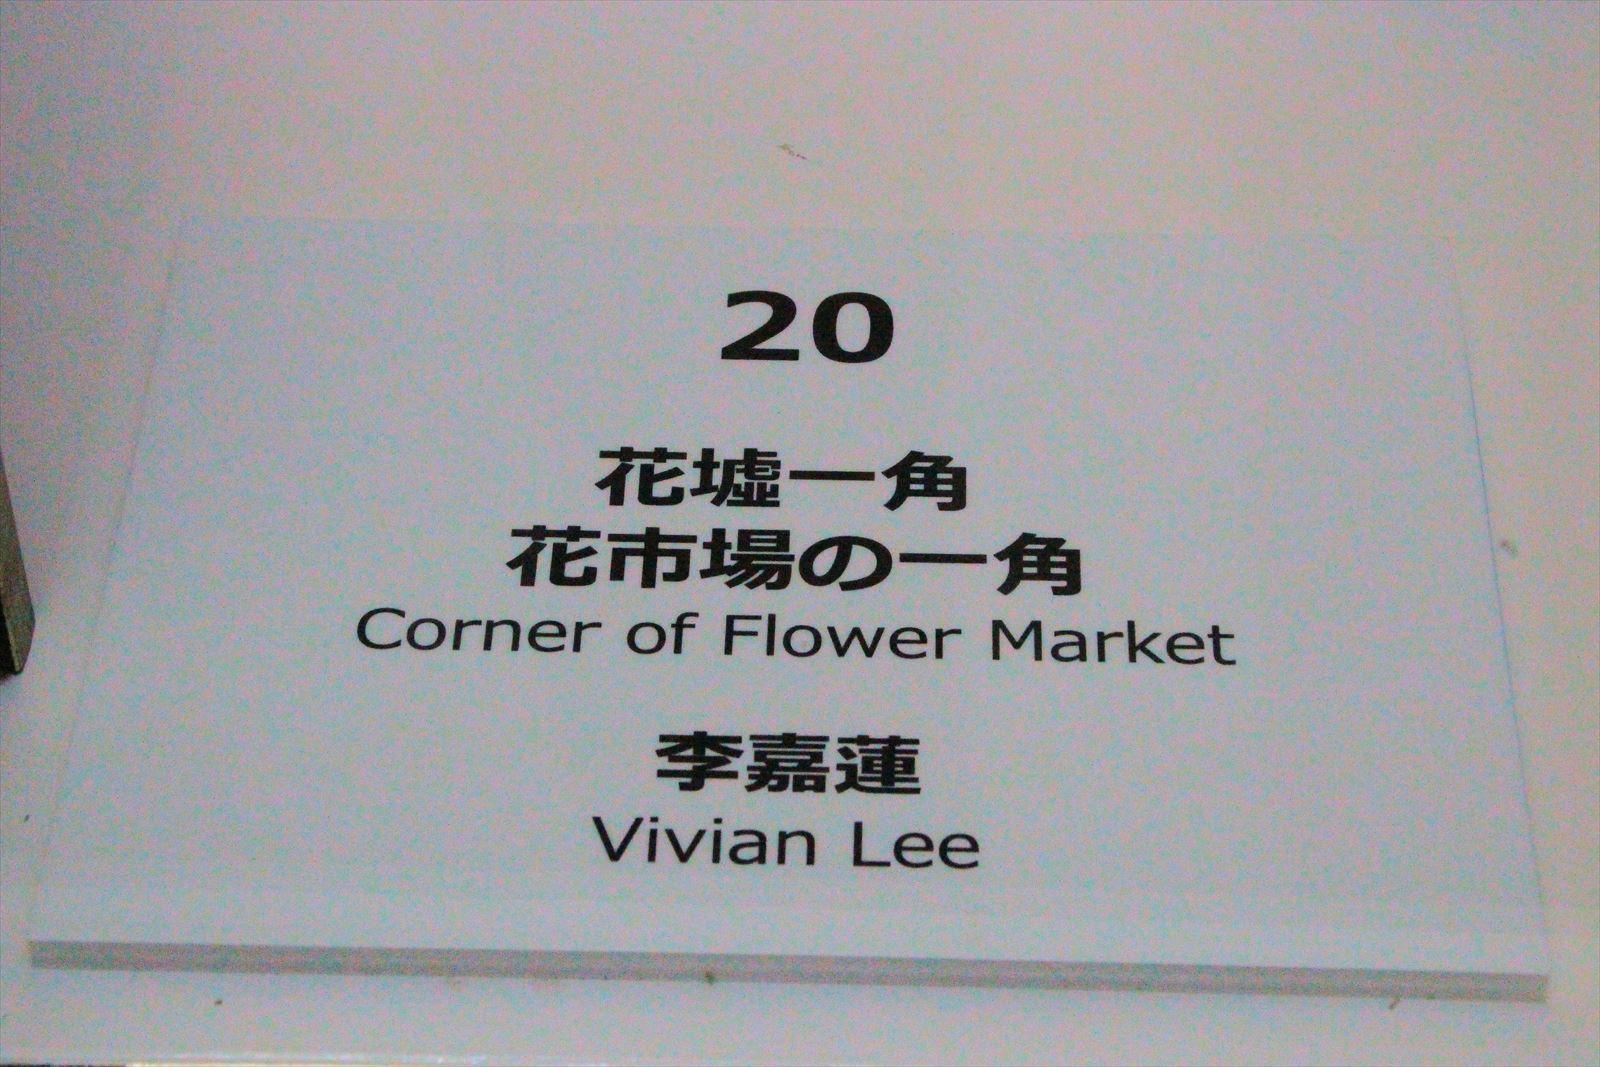 20
花墟一角
花市場の一角
Corner of Flower Market
李嘉蓮
Vivian Lee